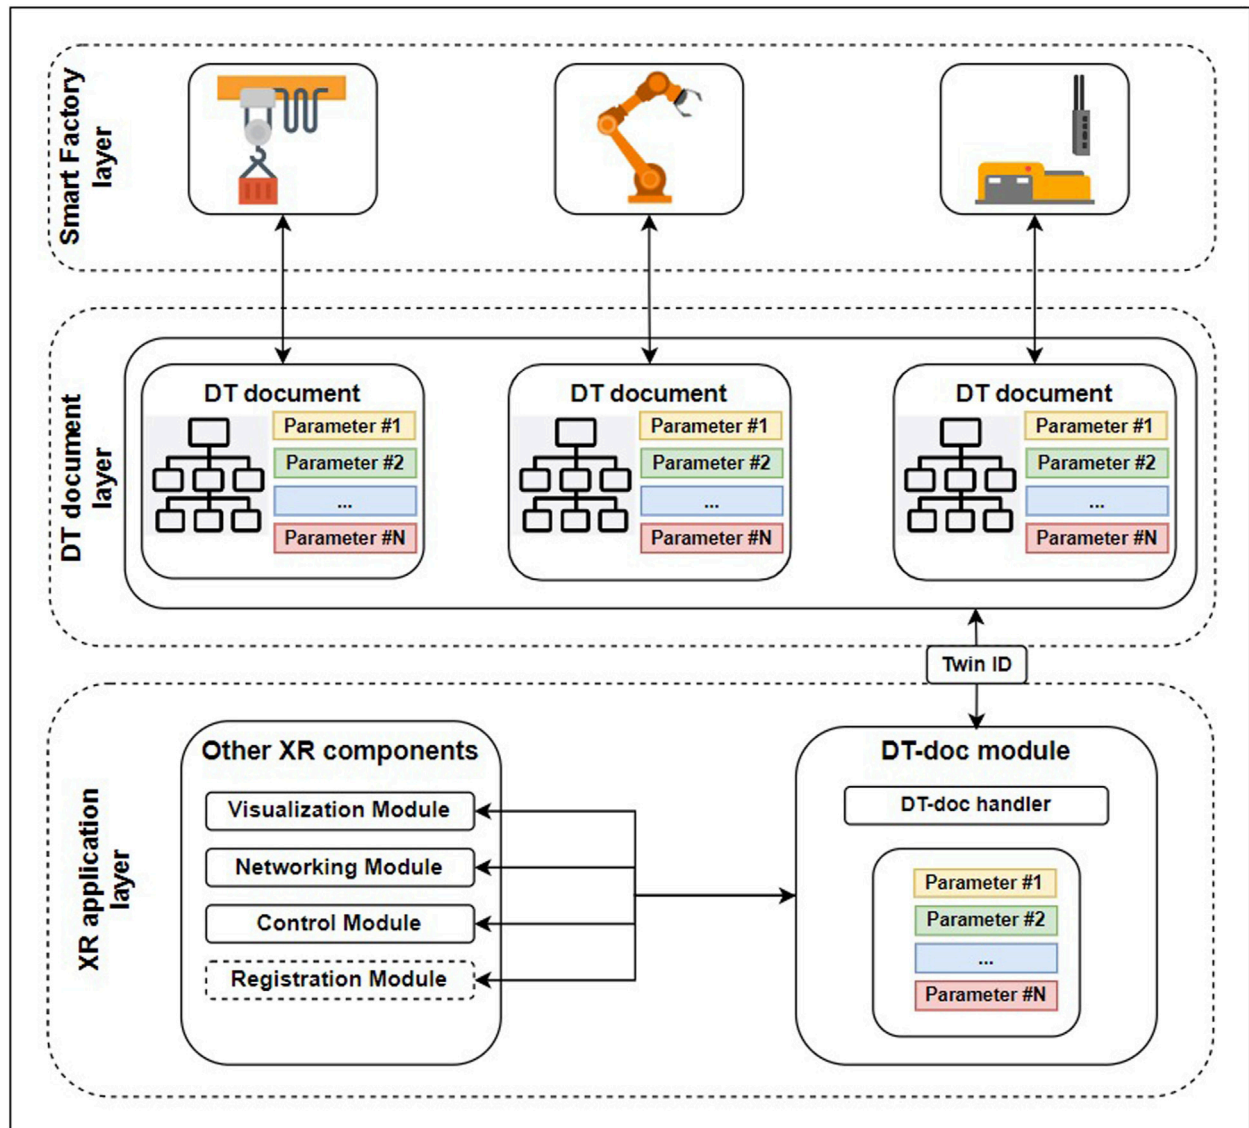 Smart Factory
layer
DT document
layer
DT document
Parameter #1
Parameter #2
...
Parameter #N
DT document
Parameter #1
Parameter #2
...
Parameter #N
DT document
Parameter #1
Parameter #2
...
Parameter #N
Twin ID
XR application
layer
Other XR components
Visualization Module
Networking Module
Control Module
Registration Module
DT-doc module
DT-doc handler
Parameter #1
Parameter #2
...
Parameter #N